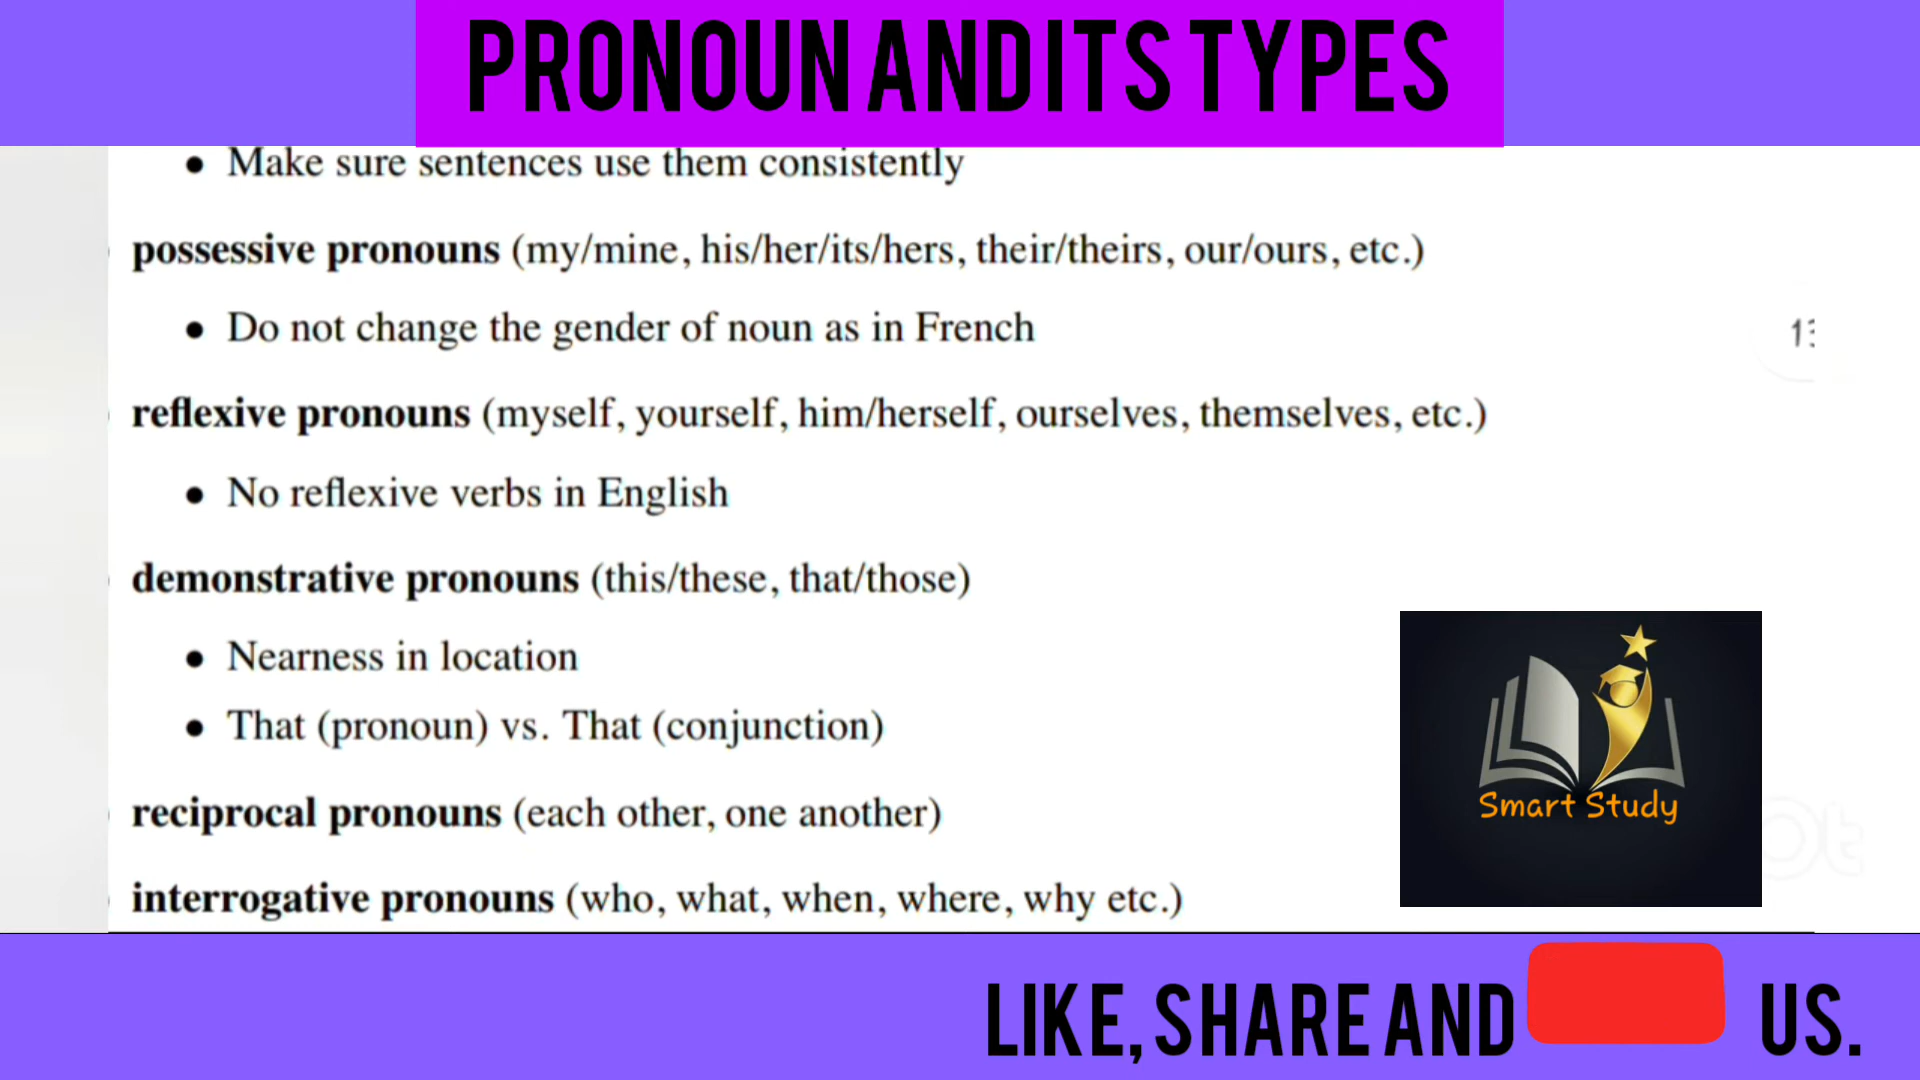 PRONOUN AND ITS TYPES
• Make sure sentences use them consistently
possessive pronouns (my/mine, his/her/its/hers, their/theirs, our/ours, etc.)
• Do not change the gender of noun as in French
13
reflexive pronouns (myself, yourself, him/herself, ourselves, themselves, etc.)
• No reflexive verbs in English
demonstrative pronouns (this/these, that/those)
• Nearness in location
• That (pronoun) vs. That (conjunction)
Smart Study
reciprocal pronouns (each other, one another)
interrogative pronouns (who, what, when, where, why etc.)
LIKE, SHARE AND US.